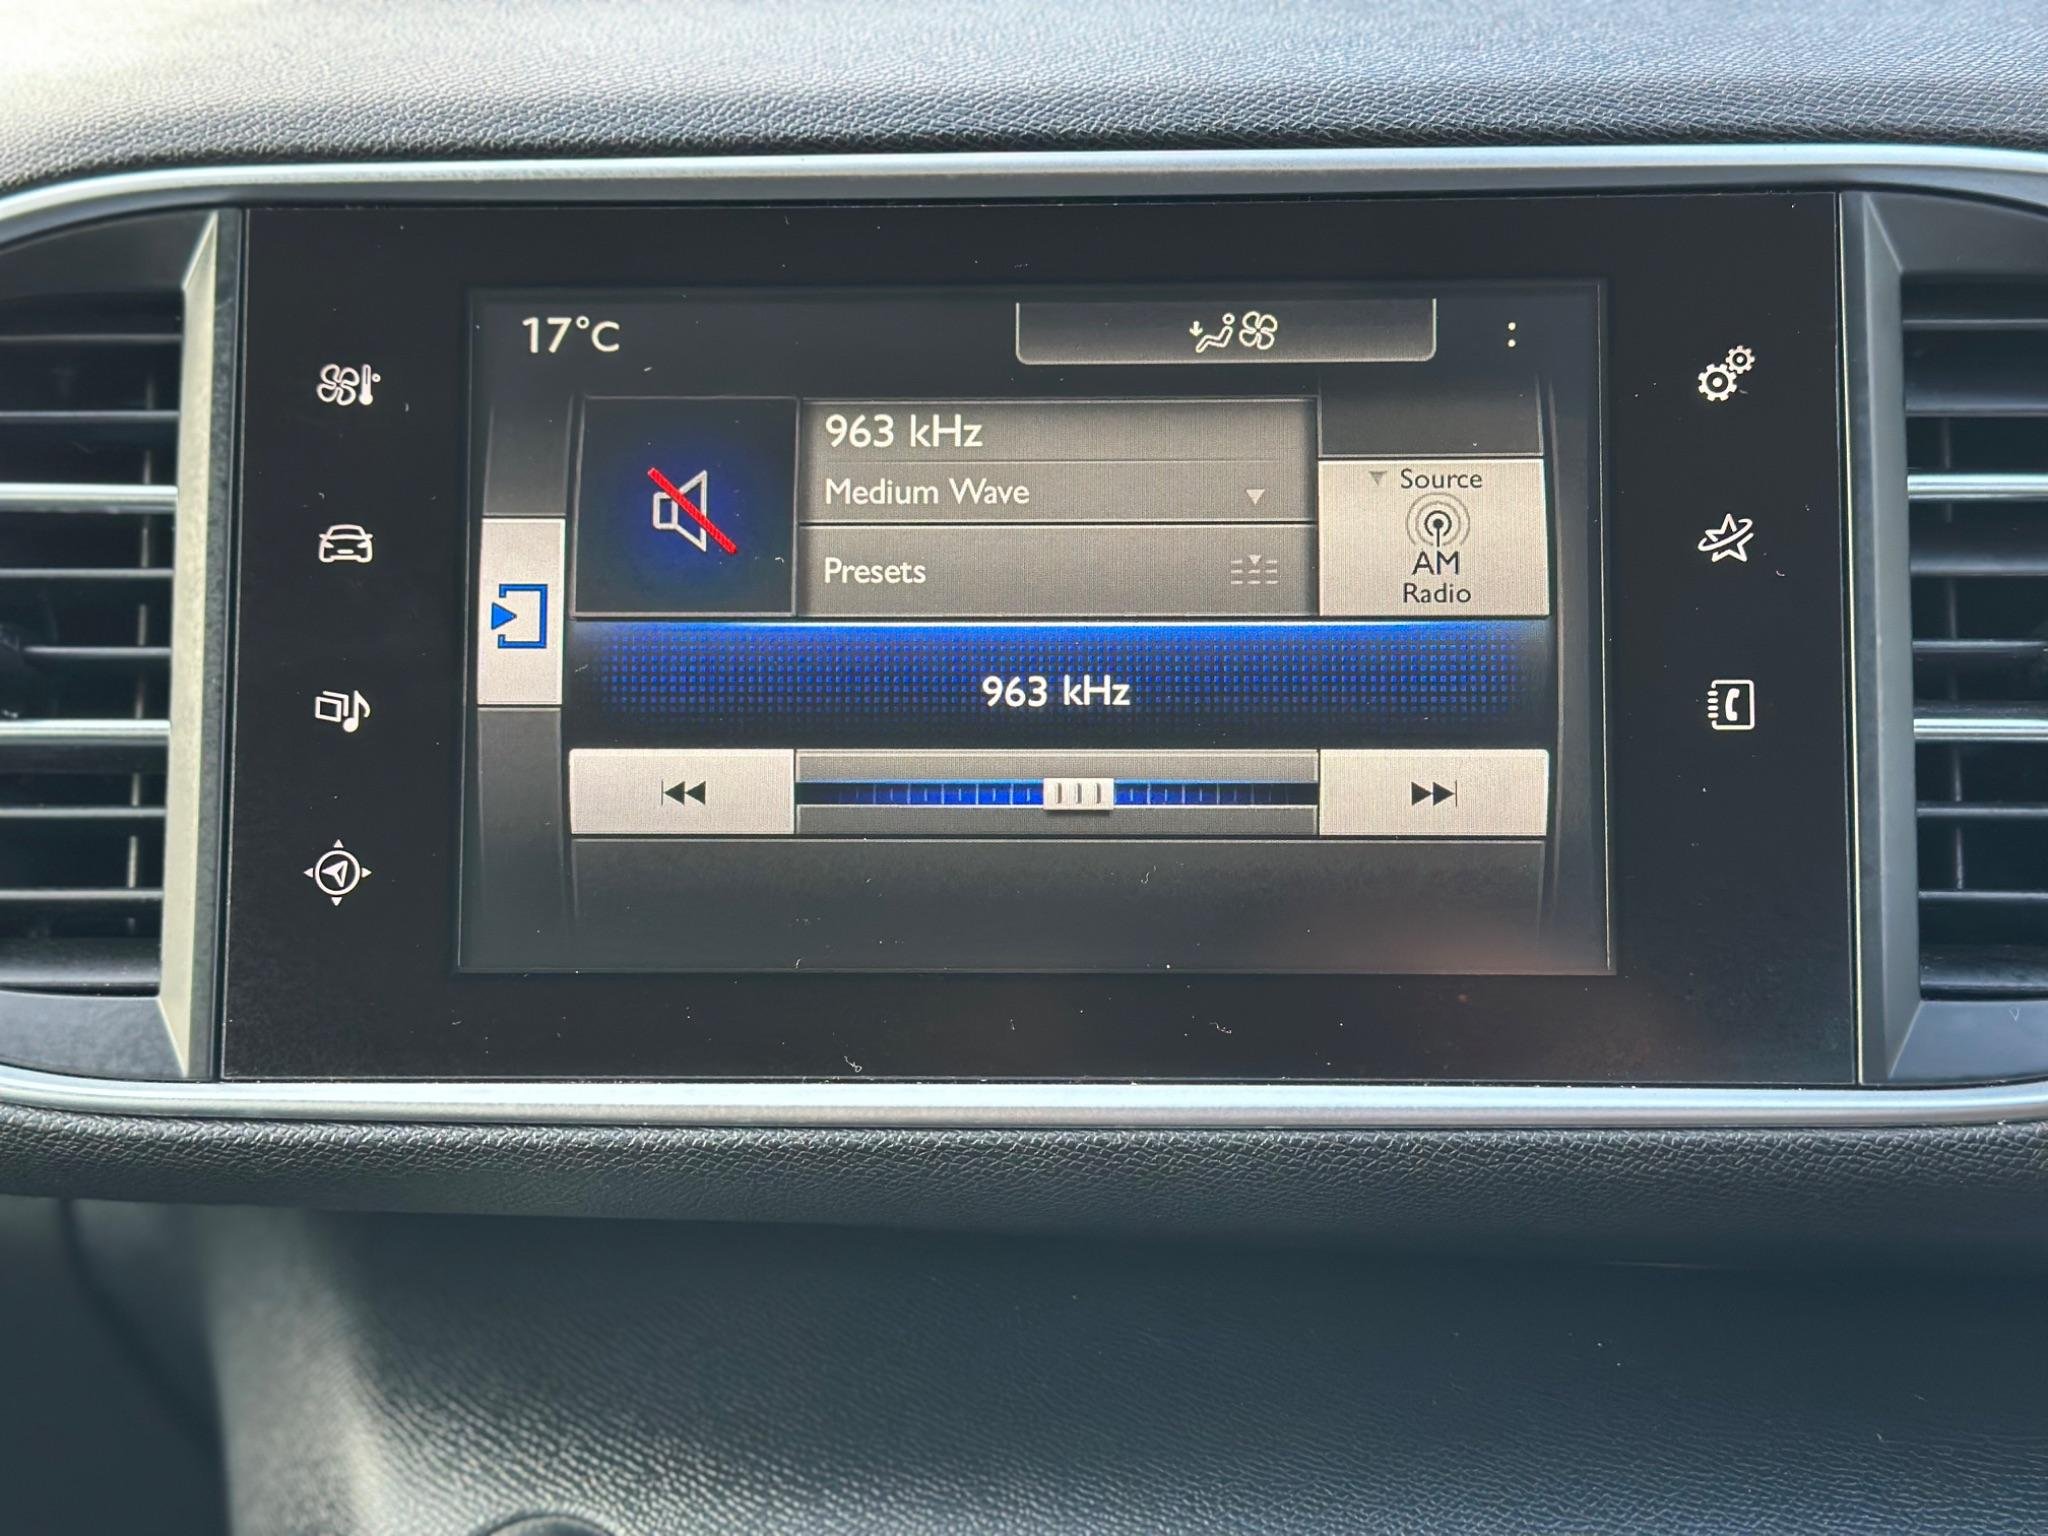 17°C
963 kHz
Medium Wave
Presets
Source
AM
Radio
963 kHz